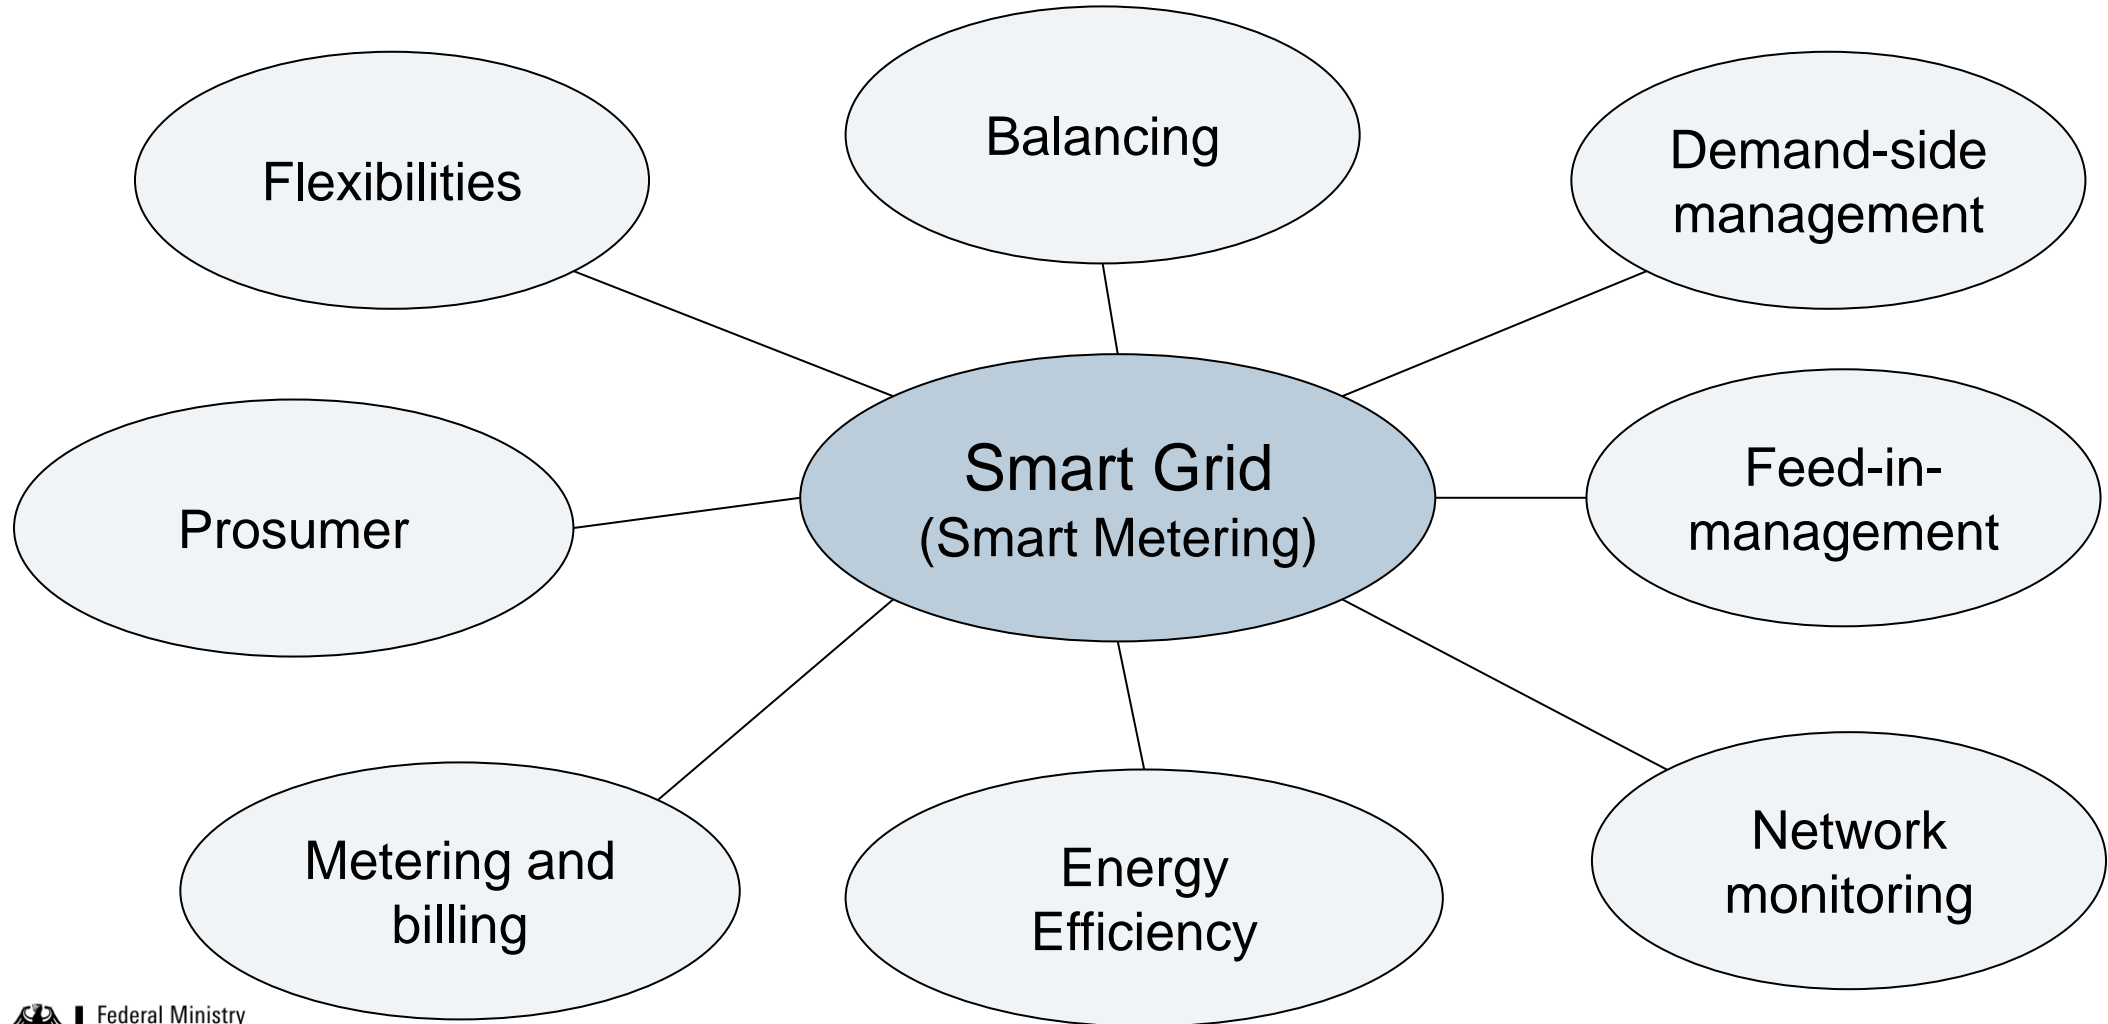 Flexibilities
Balancing
Demand-side
management
Prosumer
Smart Grid
(Smart Metering)
Feed-in-
management
Metering and
billing
Energy
Efficiency
Network
monitoring
Federal Ministry